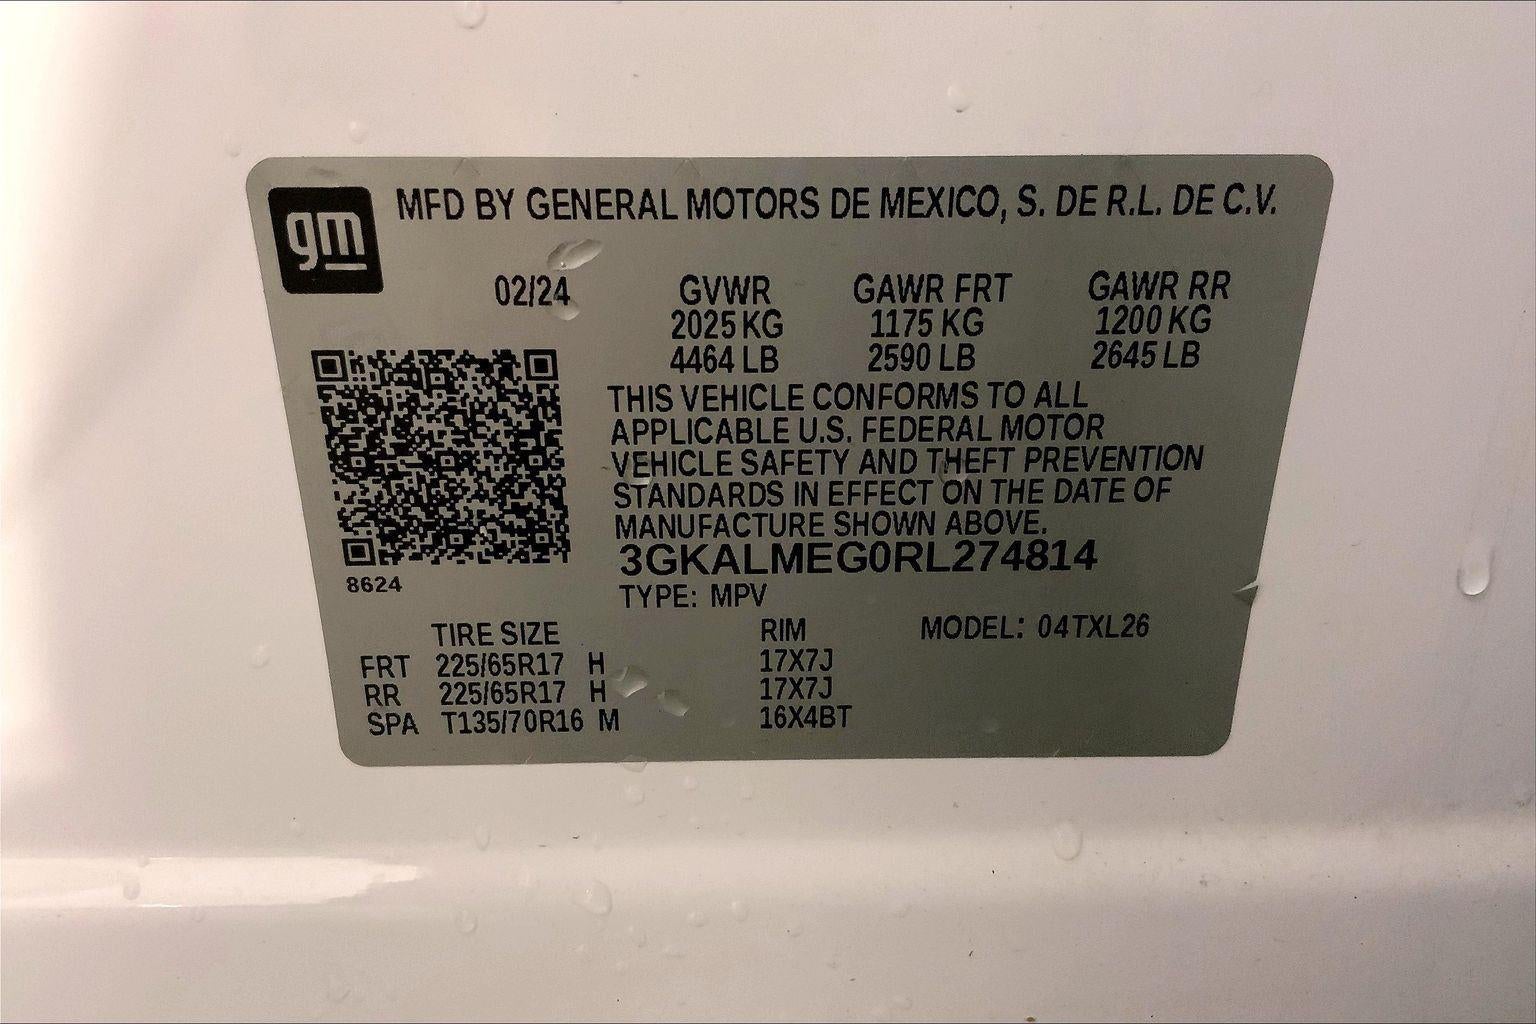 gm
MFD BY GENERAL MOTORS DE MEXICO, S. DE R.L. DE C.V.
02/24 GVWR GAWR FRT GAWR RR
2025 KG 1175 KG 1200 KG
4464 LB 2590 LB 2645 LB
THIS VEHICLE CONFORMS TO ALL
APPLICABLE U.S. FEDERAL MOTOR
VEHICLE SAFETY AND THEFT PREVENTION
STANDARDS IN EFFECT ON THE DATE OF
MANUFACTURE SHOWN ABOVE.
3GKALMEG0RL274814
8624
TYPE: MPV
TIRE SIZE RIM MODEL: 04TXL26
FRT 225/65R17 H 17X7J
RR 225/65R17 H 17X7J
SPA T135/70R16 M 16X4BT